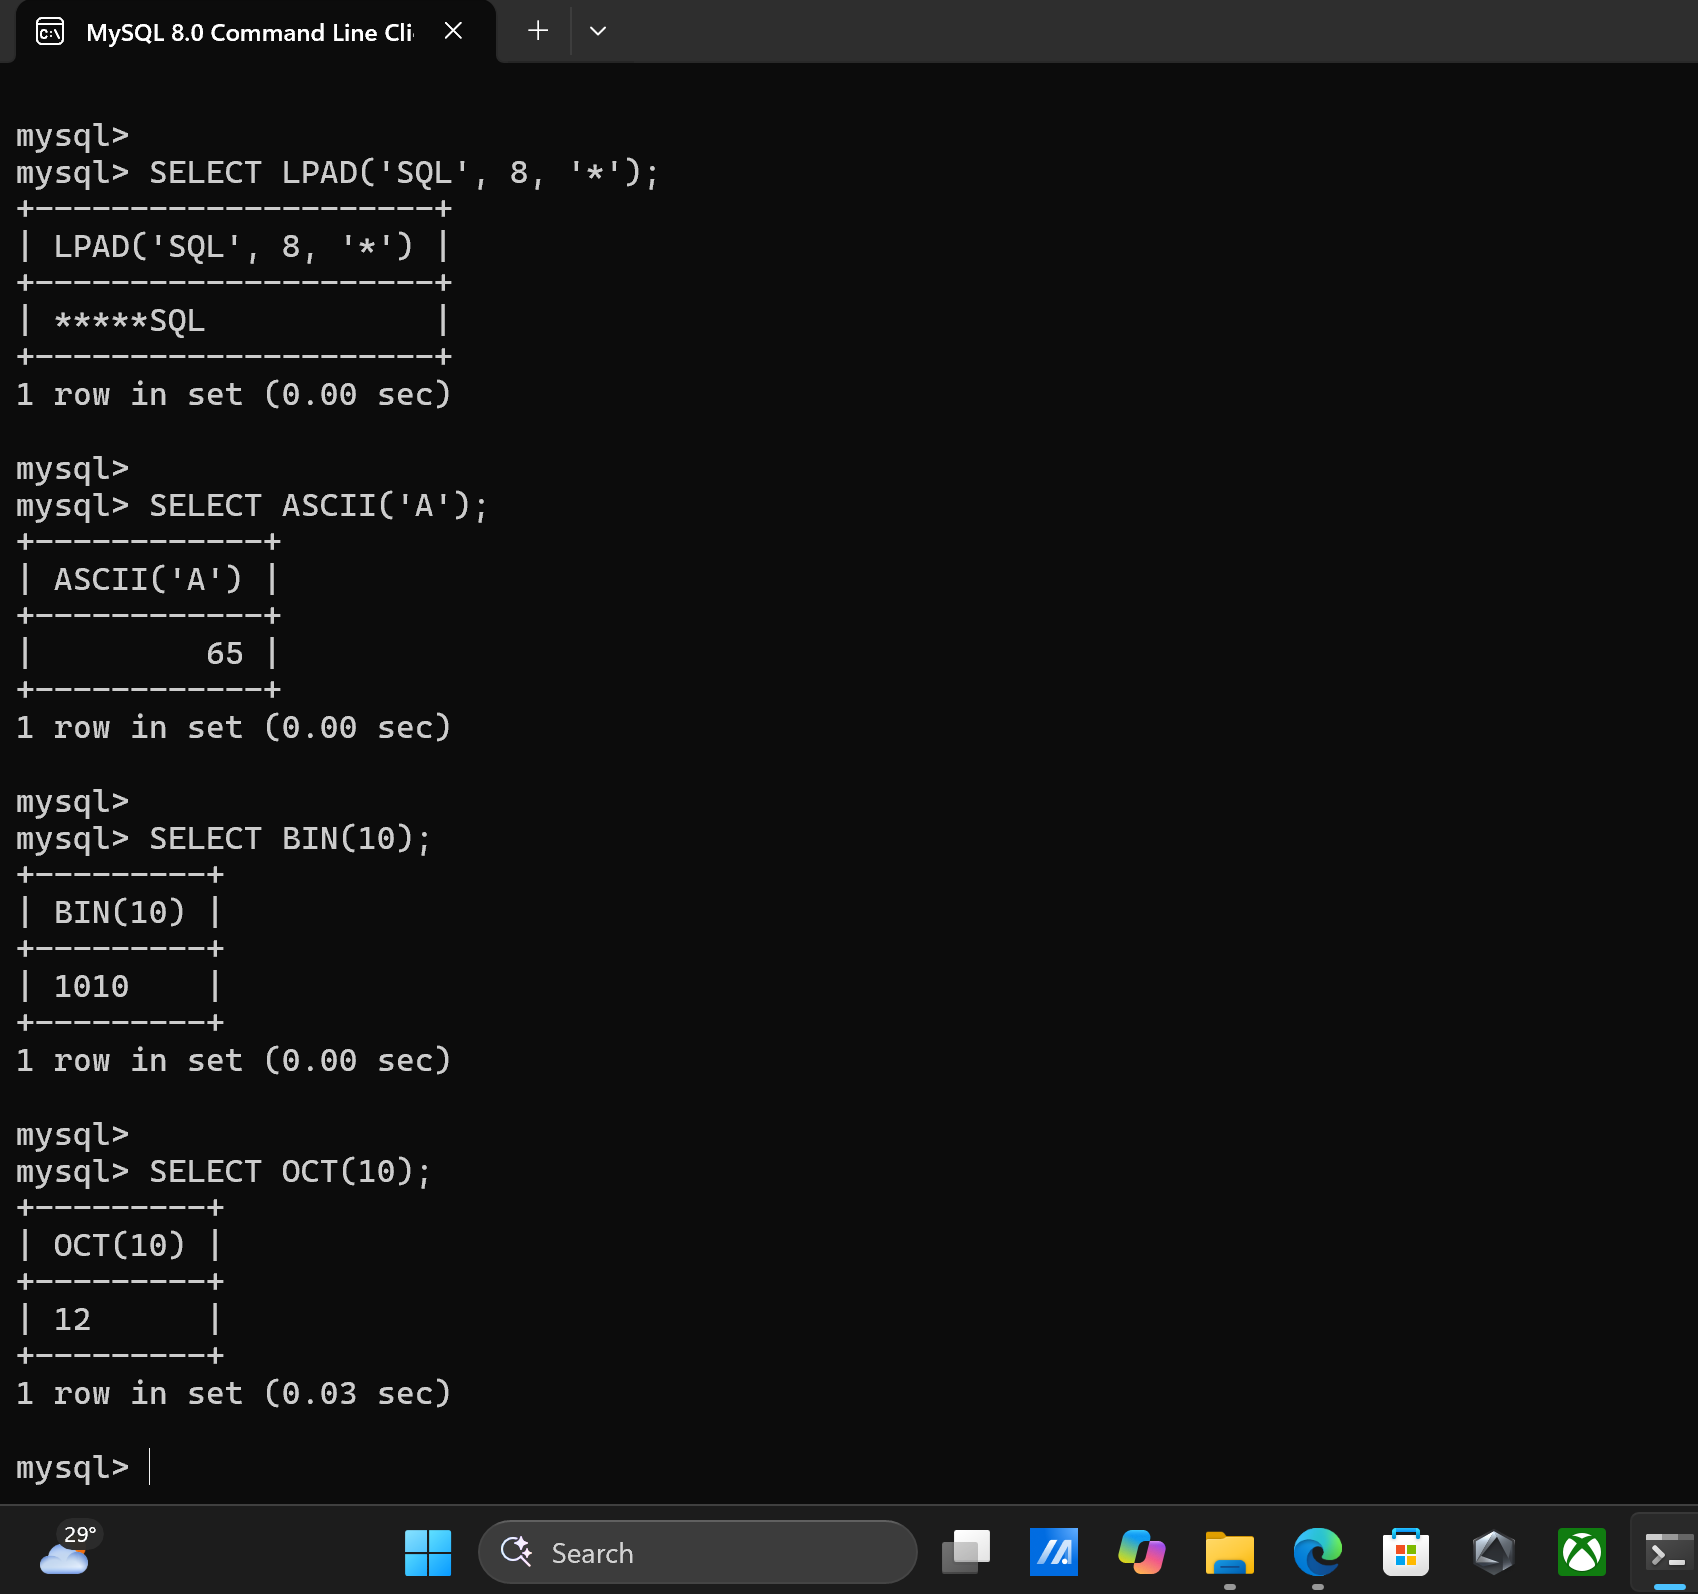 MySQL 8.0 Command Line Cli
mysql>
mysql> SELECT LPAD('SQL', 8, '*');
+---------------------+
| LPAD('SQL', 8, '*') |
+---------------------+
| *****SQL            |
+---------------------+
1 row in set (0.00 sec)
mysql>
mysql> SELECT ASCII('A');
+------------+
| ASCII('A') |
+------------+
|         65 |
+------------+
1 row in set (0.00 sec)
mysql>
mysql> SELECT BIN(10);
+---------+
| BIN(10) |
+---------+
| 1010    |
+---------+
1 row in set (0.00 sec)
mysql>
mysql> SELECT OCT(10);
+---------+
| OCT(10) |
+---------+
| 12      |
+---------+
1 row in set (0.03 sec)
mysql>
29°
Search